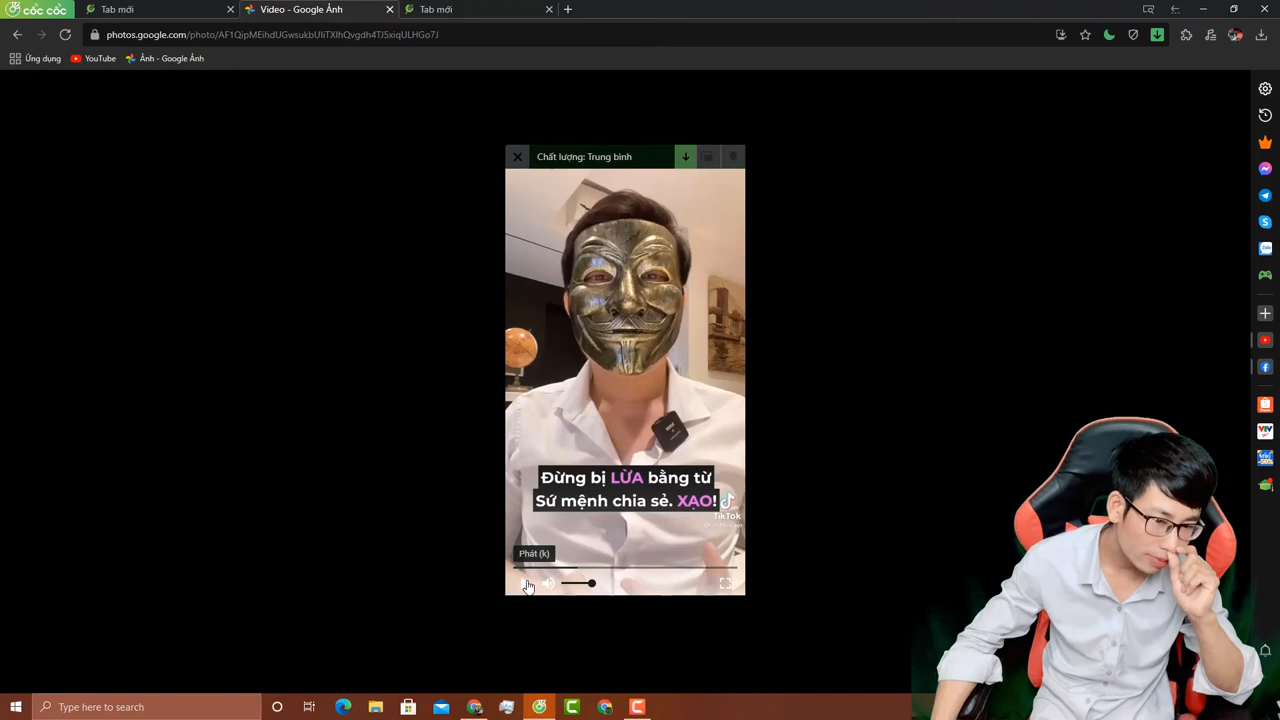 cốc cốc
Tab mới
Video - Google Ảnh
Tab mới
photos.google.com/photo/
Ứng dụng
YouTube
Ảnh - Google Ảnh
Chất lượng: Trung bình
Đừng bị LỪA bằng từ
Sứ mệnh chia sẻ. XẠO!
TikTok
Phát (k)
Zalo
VTV
Type here to search